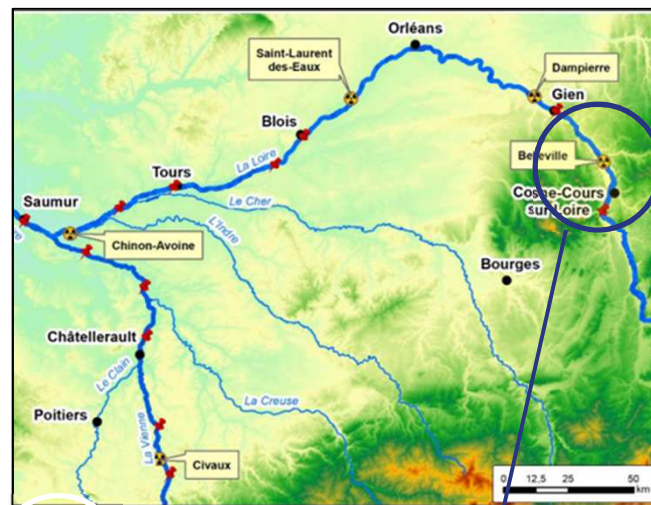 Orléans
Saint-Laurent
des-Eaux
Dampierre
Gien
Blois
Belleville
La Loire
Tours
Cosne-Cours
sur-Loire
Saumur
Le Cher
Chinon-Avoine
L'Indre
Bourges
Châtellerault
Le Clain
La Creuse
Poitiers
La Vienne
Civaux
0 12,5 25 50
km